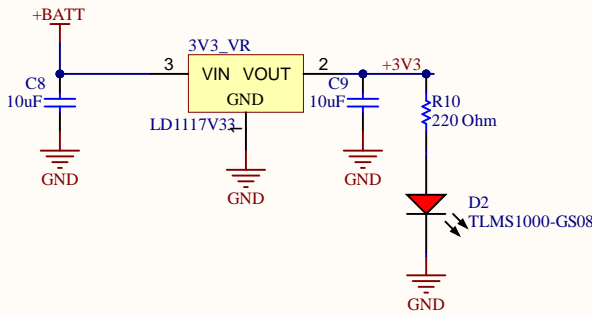 +BATT
3V3_VR
3
VIN VOUT
2
+3V3
C8
10uF
GND
C9
10uF
R10
220 Ohm
LD1117V33
1
GND
GND
GND
D2
TLMS1000-GS08
GND